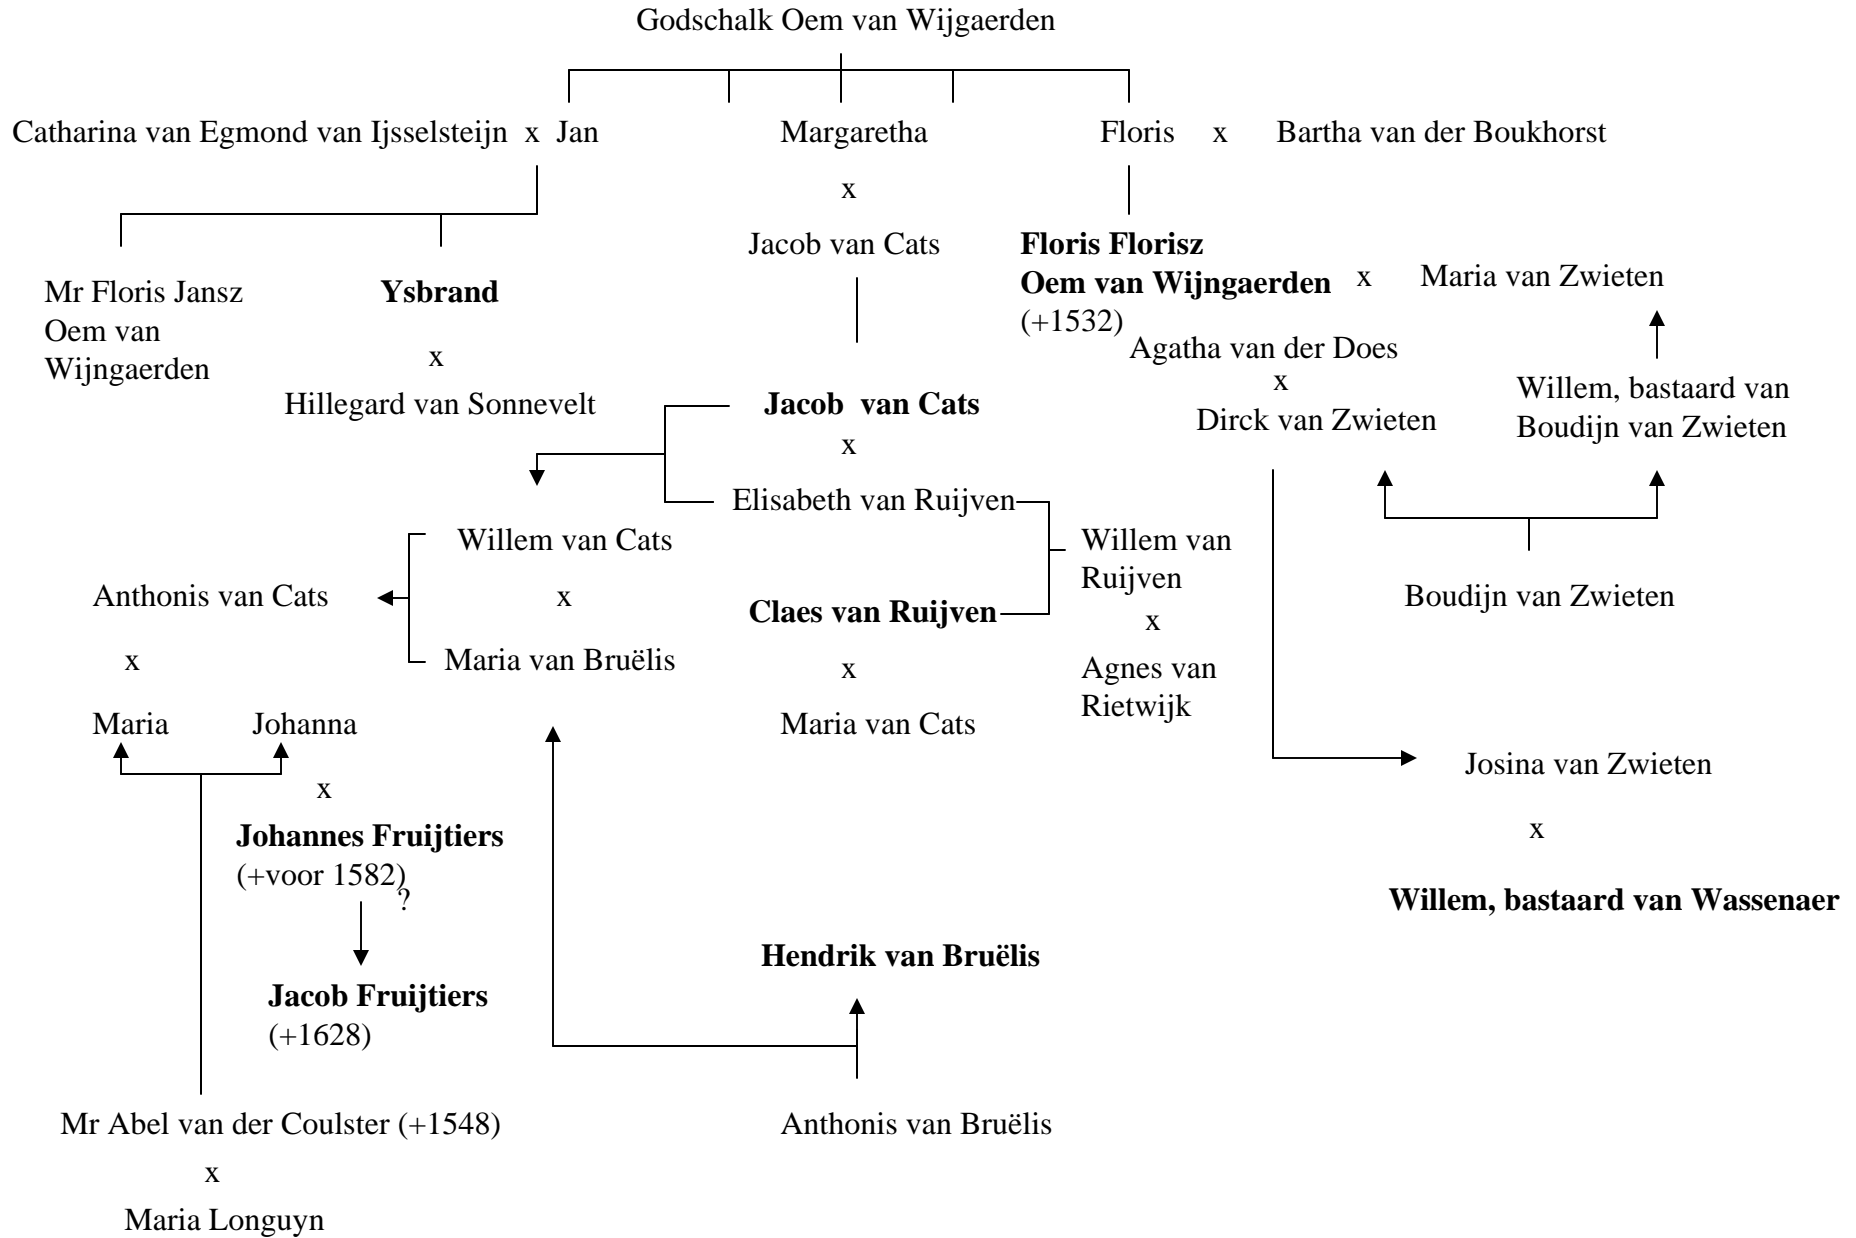 Godschalk Oem van Wijgaerden
Catharina van Egmond van Ijsselsteijn x Jan
Margaretha
Floris x Bartha van der Boukhorst
x
Jacob van Cats
Floris Florisz
Oem van Wijngaerden
(+1532)
x Maria van Zwieten
Mr Floris Jansz
Oem van
Wijngaerden
Ysbrand
x
Hillegard van Sonnevelt
Agatha van der Does
x
Dirck van Zwieten
Willem, bastaard van
Boudijn van Zwieten
Jacob van Cats
x
Elisabeth van Ruijven
Willem van Cats
x
Maria van Bruëlis
Willem van
Ruijven
x
Agnes van
Rietwijk
Boudijn van Zwieten
Anthonis van Cats
x
Maria
Johanna
Claes van Ruijven
x
Maria van Cats
Josina van Zwieten
x
Willem, bastaard van Wassenaer
x
Johannes Fruijtiers
(+voor 1582)
?
Jacob Fruijtiers
(+1628)
Hendrik van Bruëlis
Mr Abel van der Coulster (+1548)
x
Maria Longuyn
Anthonis van Bruëlis